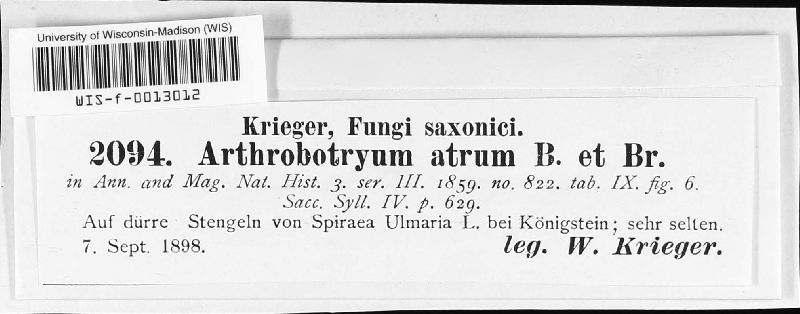 University of Wisconsin-Madison (WIS)
WIS-f-0013012
Krieger, Fungi saxonici.
2094. Arthrobotryum atrum B. et Br.
in Ann. and Mag. Nat. Hist. 3. ser. III. 1859. no. 822. tab. IX. fig. 6.
Sacc. Syll. IV. p. 629.
Auf dürre Stengeln von Spiraea Ulmaria L. bei Königstein; sehr selten.
7. Sept. 1898. leg. W. Krieger.